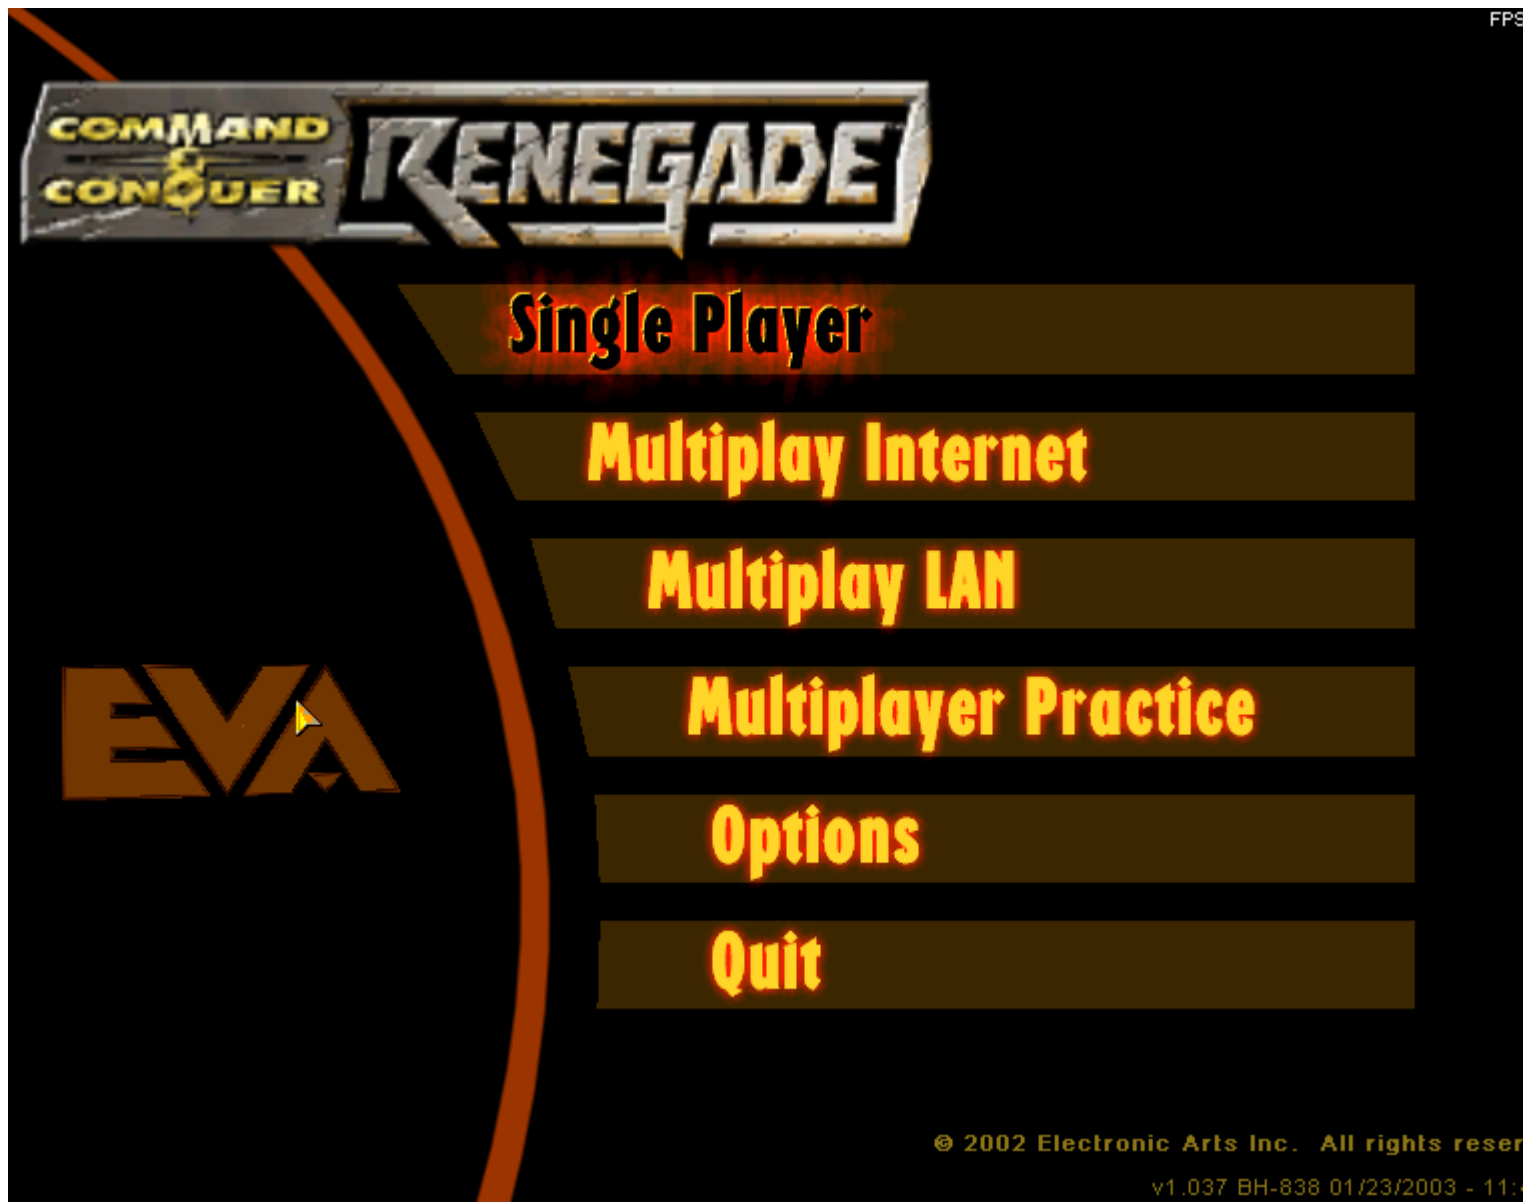 FPS
COMMAND
&
CONQUER
RENEGADE
Single Player
Multiplay Internet
Multiplay LAN
Multiplayer Practice
Options
Quit
EVA
© 2002 Electronic Arts Inc. All rights reser
v1.037 BH-838 01/23/2003 - 11: